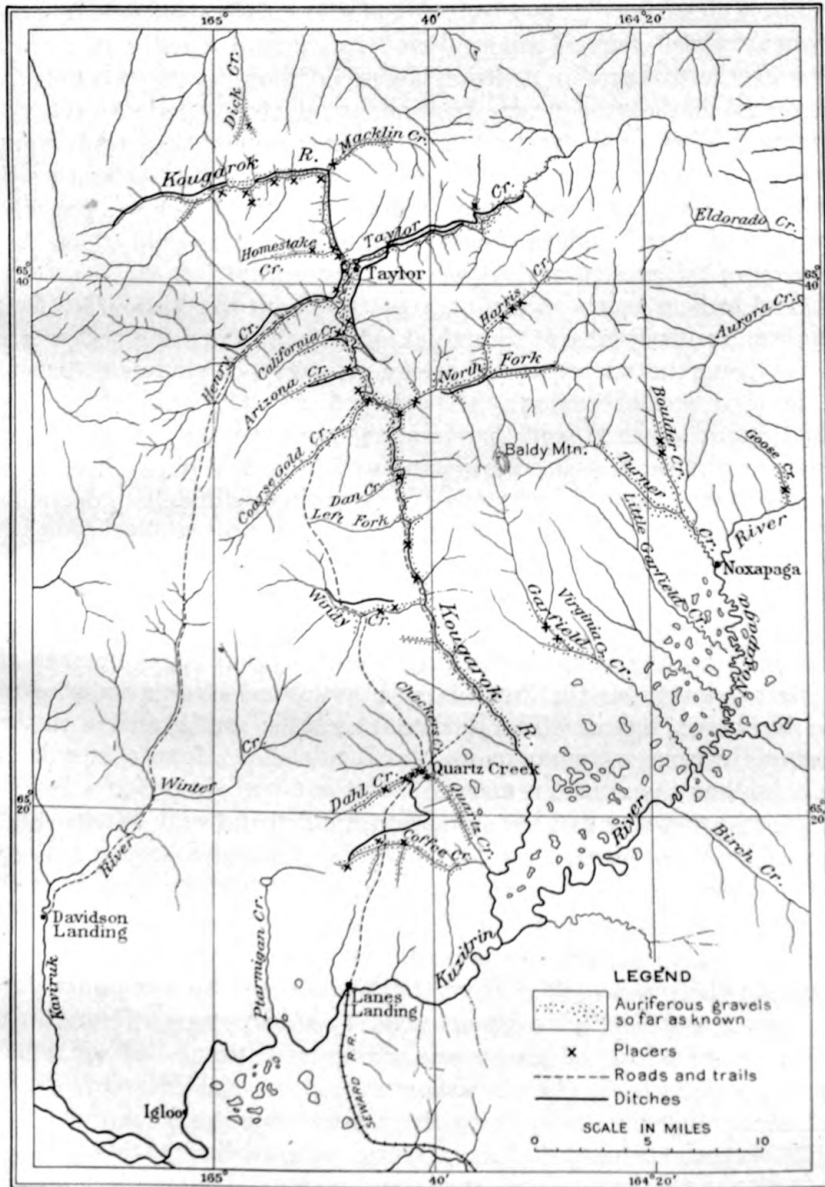 165°
40'
164°20'
Dick Cr.
Macklin Cr.
Kougarok R.
Taylor Cr.
Eldorado Cr.
Homestake Cr.
Taylor
65°
40'
65°
40'
Harris Cr.
Aurora Cr.
Henry Cr.
California Cr.
Arizona Cr.
North Fork
Boulder Cr.
Goose Cr.
Baldy Mtn.
Turner Cr.
Coarse Gold Cr.
Dan Cr.
Left Fork
Little Garfield Cr.
River
Noxapaga
Noxapaga
Windy Cr.
Garfield Cr.
Virginia Cr.
Kougarok R.
Cr.
Dahl Cr.
Quartz Creek
Quartz Cr.
Winter
65°
20'
65°
20'
River
Coffee Cr.
River
Birch Cr.
Davidson
Landing
Ptarmigan Cr.
Kuzitrin
Lanes
Landing
Kaviruk
SEWARD R.R.
Igloo
LEGEND
Auriferous gravels
so far as known
Placers
Roads and trails
Ditches
SCALE IN MILES
0 5 10
165°
40'
164°20'